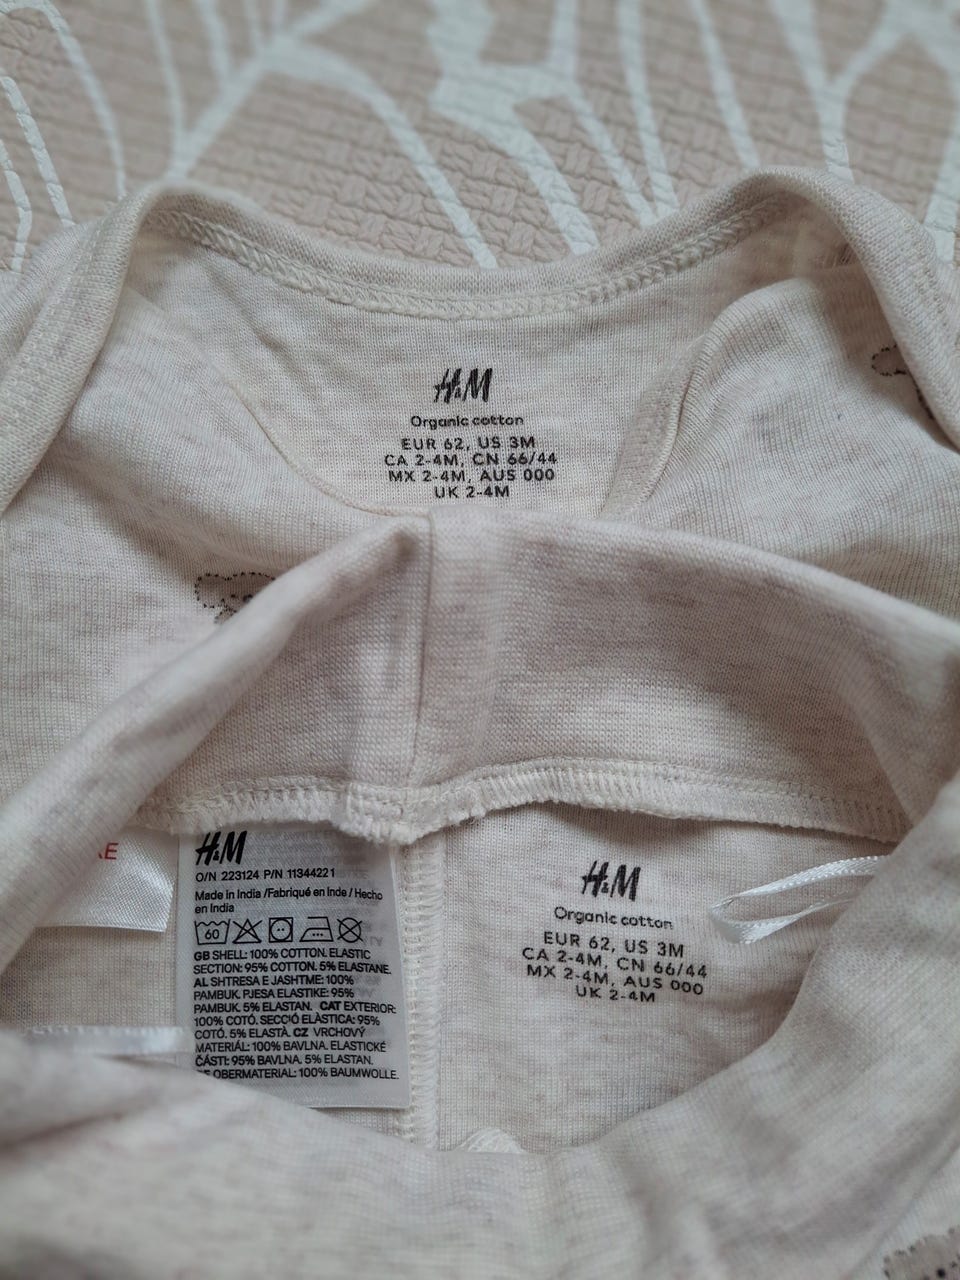 H&M
Organic cotton
EUR 62, US 3M
CA 2-4M, CN 66/44
MX 2-4M, AUS 000
UK 2-4M
H&M
O/N 223124 P/N 11344221
Made in India /Fabriqué en Inde / Hecho
en India
60
GB SHELL: 100% COTTON. ELASTIC
SECTION: 95% COTTON. 5% ELASTANE.
AL SHTRESA E JASHTME: 100%
PAMBUK. PJESA ELASTIKE: 95%
PAMBUK. 5% ELASTAN. CAT EXTERIOR:
100% COTÓ. SECCIÓ ELÀSTICA: 95%
COTÓ. 5% ELASTÀ. CZ VRCHOVÝ
MATERIÁL: 100% BAVLNA. ELASTICKÉ
ČÁSTI: 95% BAVLNA. 5% ELASTAN.
OBERMATERIAL: 100% BAUMWOLLE.
H&M
Organic cotton
EUR 62, US 3M
CA 2-4M, CN 66/44
MX 2-4M, AUS 000
UK 2-4M